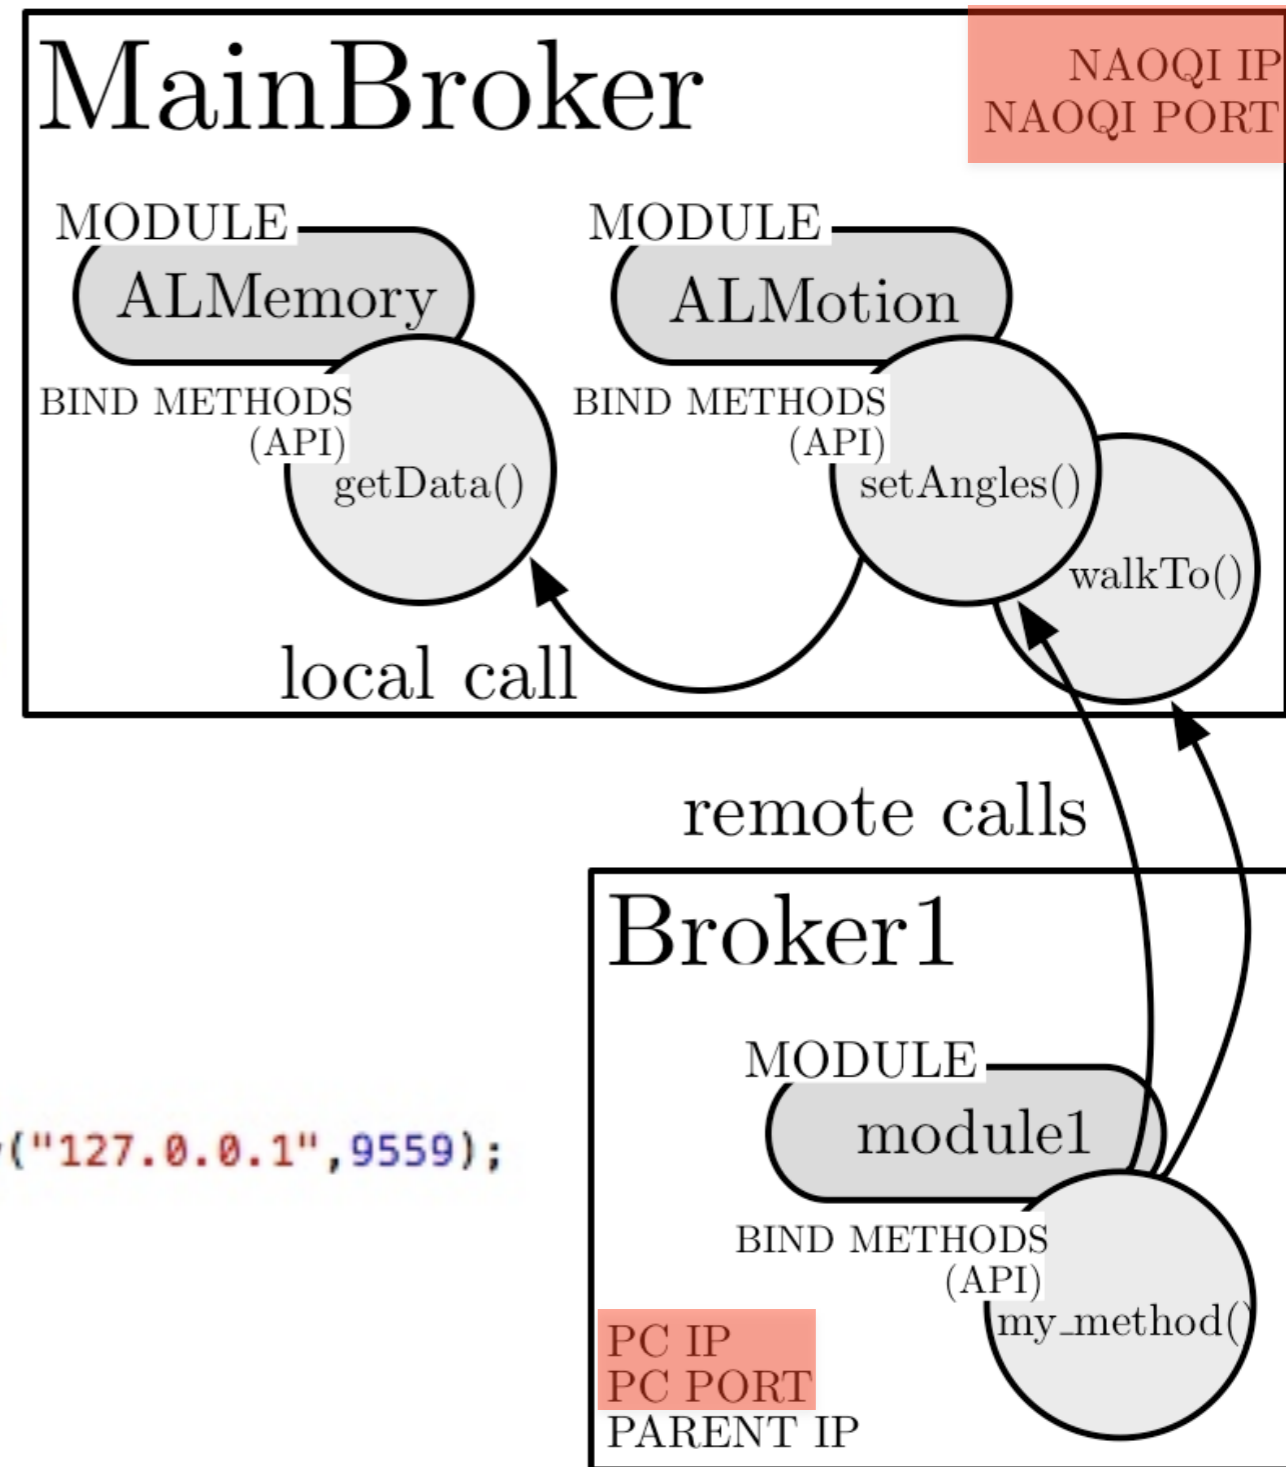 MainBroker
NAOQI IP
NAOQI PORT
MODULE
ALMemory
BIND METHODS
(API)
getData()
MODULE
ALMotion
BIND METHODS
(API)
setAngles()
walkTo()
local call
remote calls
Broker1
MODULE
module1
BIND METHODS
(API)
my_method()
PC IP
PC PORT
PARENT IP
("127.0.0.1",9559);